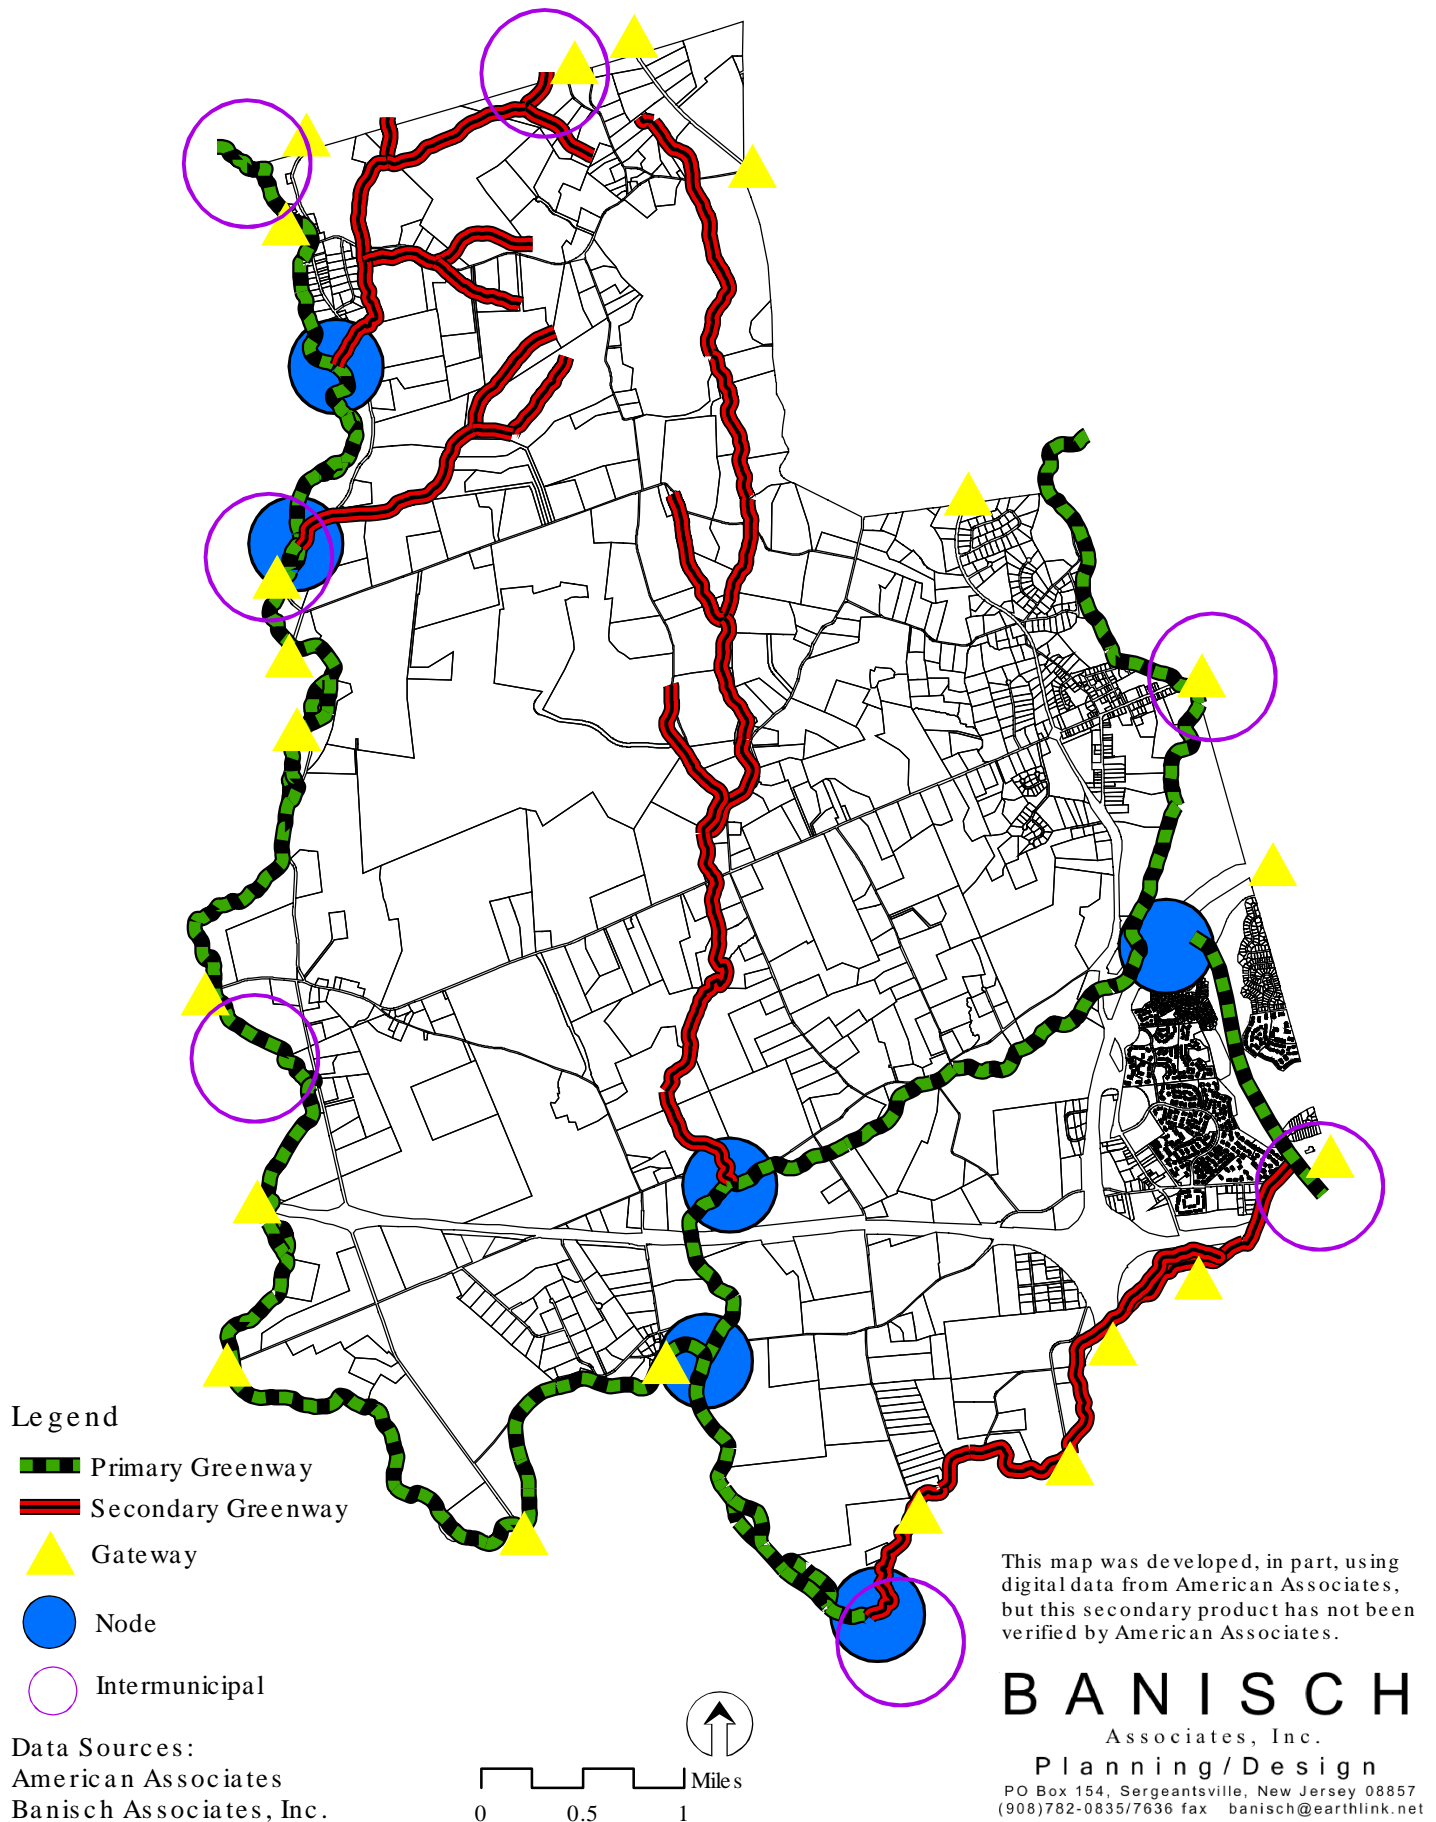 Legend
Primary Greenway
Secondary Greenway
Gateway
Node
Intermunicipal
Data Sources:
American Associates
Banisch Associates, Inc.
Miles
0 0.5 1
This map was developed, in part, using
digital data from American Associates,
but this secondary product has not been
verified by American Associates.
BANISCH
Associates, Inc.
Planning/Design
PO Box 154, Sergeantsville, New Jersey 08857
(908)782-0835/7636 fax banisch@earthlink.net